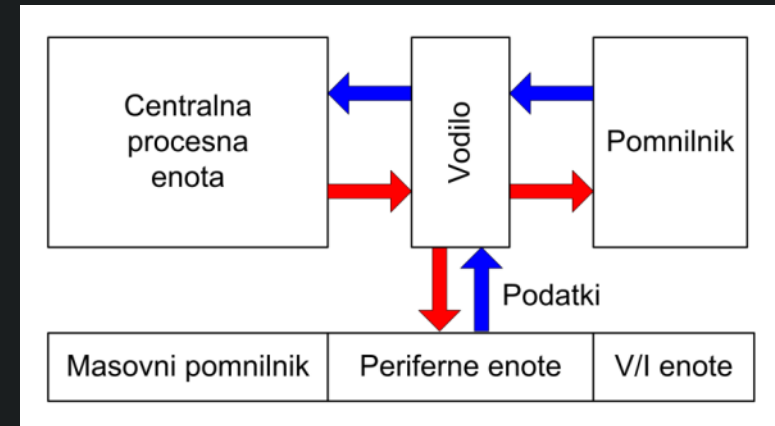 Centralna
procesna
enota
Vodilo
Pomnilnik
Podatki
Masovni pomnilnik
Periferne enote
V/I enote